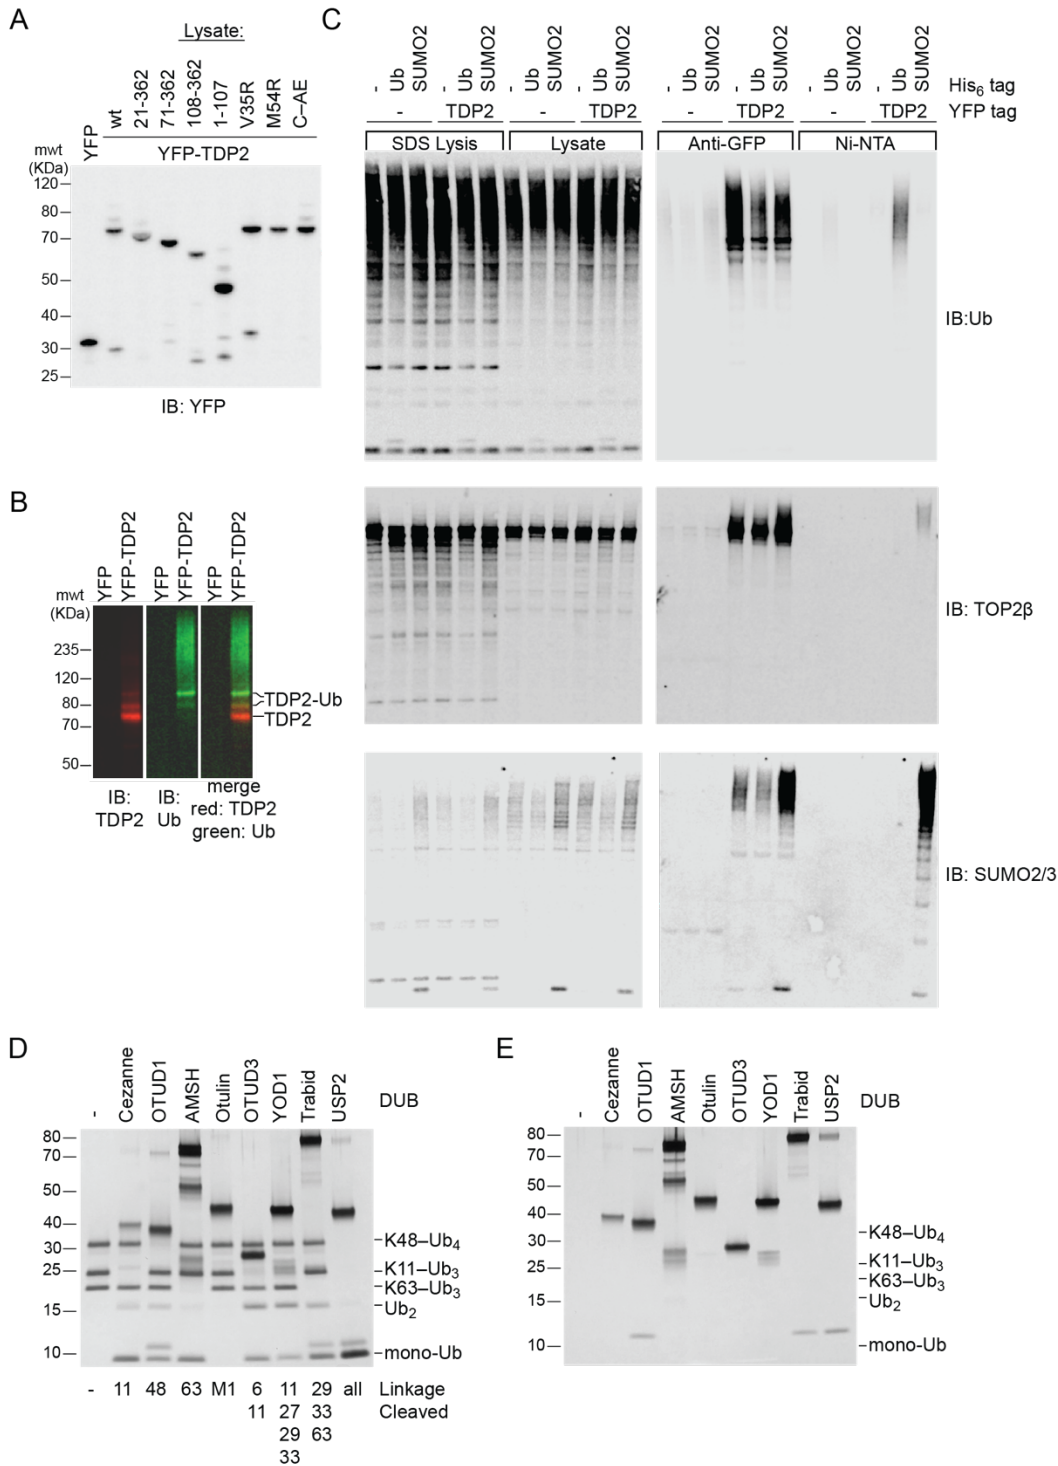 A
Lysate:
YFP
wt
21-362
71-362
108-362
1-107
V35R
M54R
C–AE
YFP-TDP2
mwt
(KDa)
120
80
70
50
40
30
25
IB: YFP
B
YFP
YFP-TDP2
YFP
YFP-TDP2
YFP
YFP-TDP2
mwt
(KDa)
235
120
80
70
50
TDP2-Ub
TDP2
IB:
TDP2
IB:
Ub
merge
red: TDP2
green: Ub
C
- Ub SUMO2 - Ub SUMO2 - Ub SUMO2 - Ub SUMO2 - Ub SUMO2 - Ub SUMO2 - Ub SUMO2 - Ub SUMO2 His6 tag
- TDP2 - TDP2 - TDP2 - TDP2 YFP tag
SDS Lysis Lysate Anti-GFP Ni-NTA
IB:Ub
IB: TOP2β
IB: SUMO2/3
D
- Cezanne OTUD1 AMSH Otulin OTUD3 YOD1 Trabid USP2 DUB
80
70
50
40
30
25
15
10
K48–Ub4
K11–Ub3
K63–Ub3
Ub2
mono-Ub
- 11 48 63 M1 6 11 29 all Linkage
11 27 33 Cleaved
29 63
33
E
- Cezanne OTUD1 AMSH Otulin OTUD3 YOD1 Trabid USP2 DUB
80
70
50
40
30
25
15
10
K48–Ub4
K11–Ub3
K63–Ub3
Ub2
mono-Ub